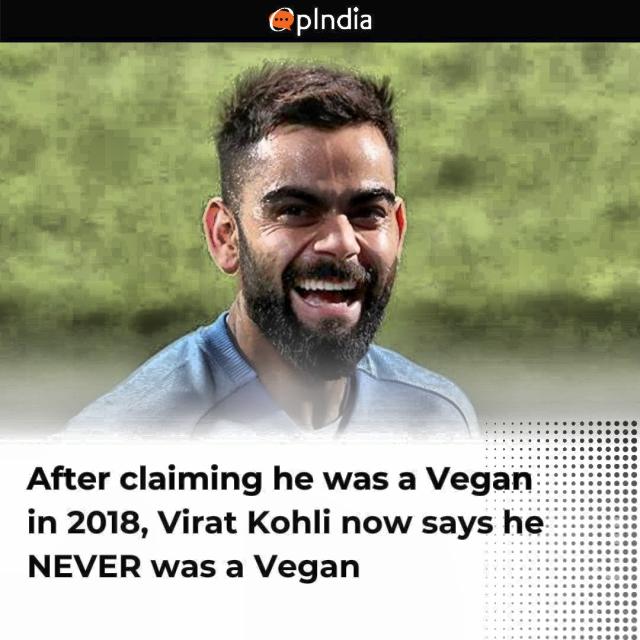 OpIndia
After claiming he was a Vegan
in 2018, Virat Kohli now says he
NEVER was a Vegan